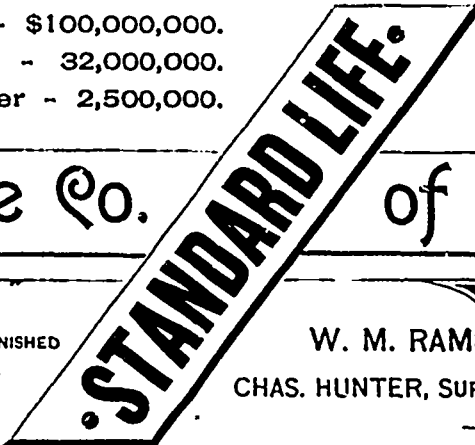 - $100,000,000.
- 32,000,000.
er - 2,500,000.
·STANDARD LIFE·
e Co. of
NISHED
W. M. RAM
CHAS. HUNTER, SUP